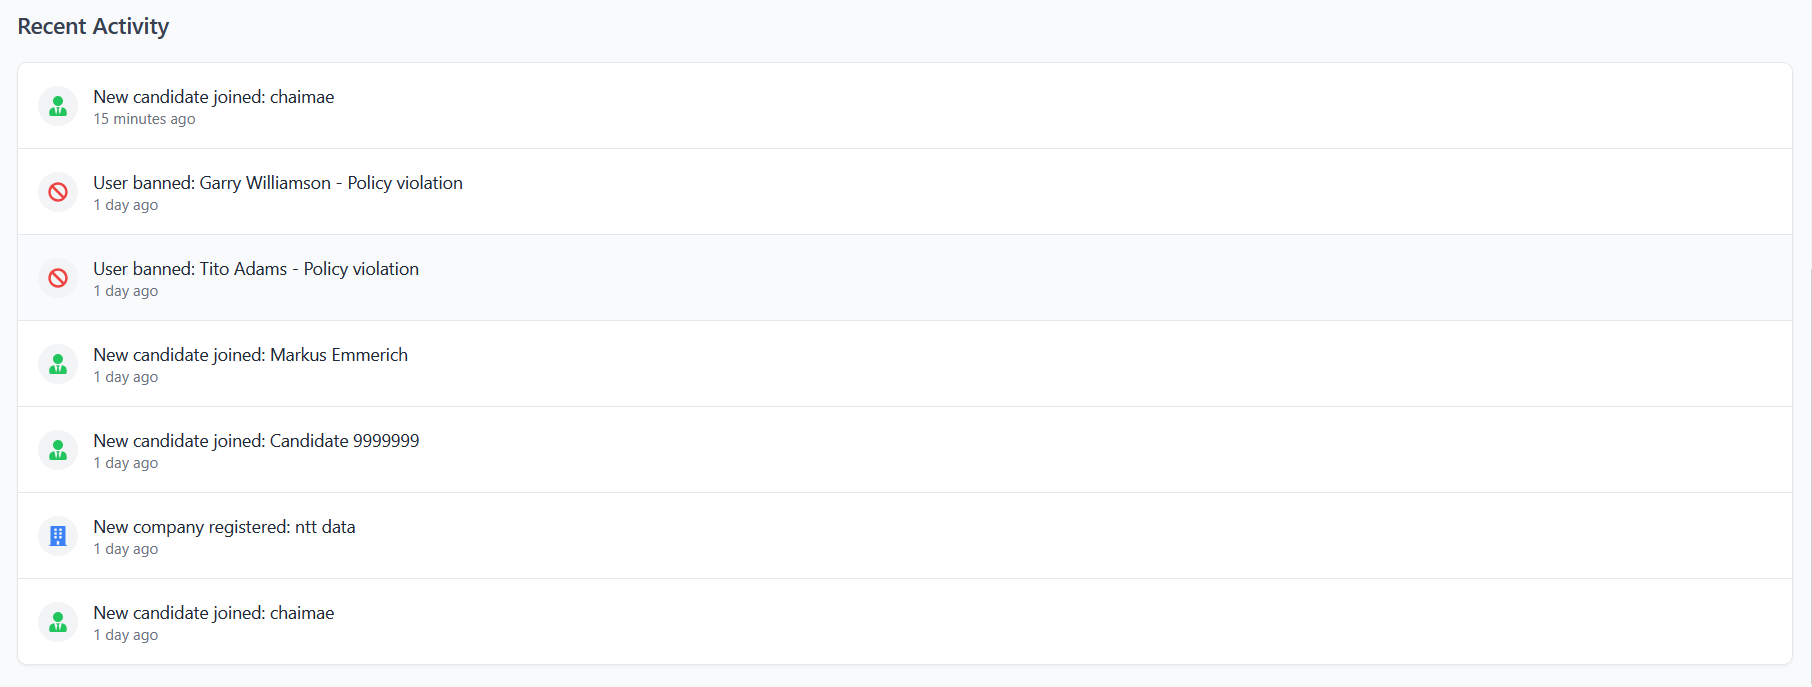 Recent Activity
New candidate joined: chaimae
15 minutes ago
User banned: Garry Williamson - Policy violation
1 day ago
User banned: Tito Adams - Policy violation
1 day ago
New candidate joined: Markus Emmerich
1 day ago
New candidate joined: Candidate 9999999
1 day ago
New company registered: ntt data
1 day ago
New candidate joined: chaimae
1 day ago